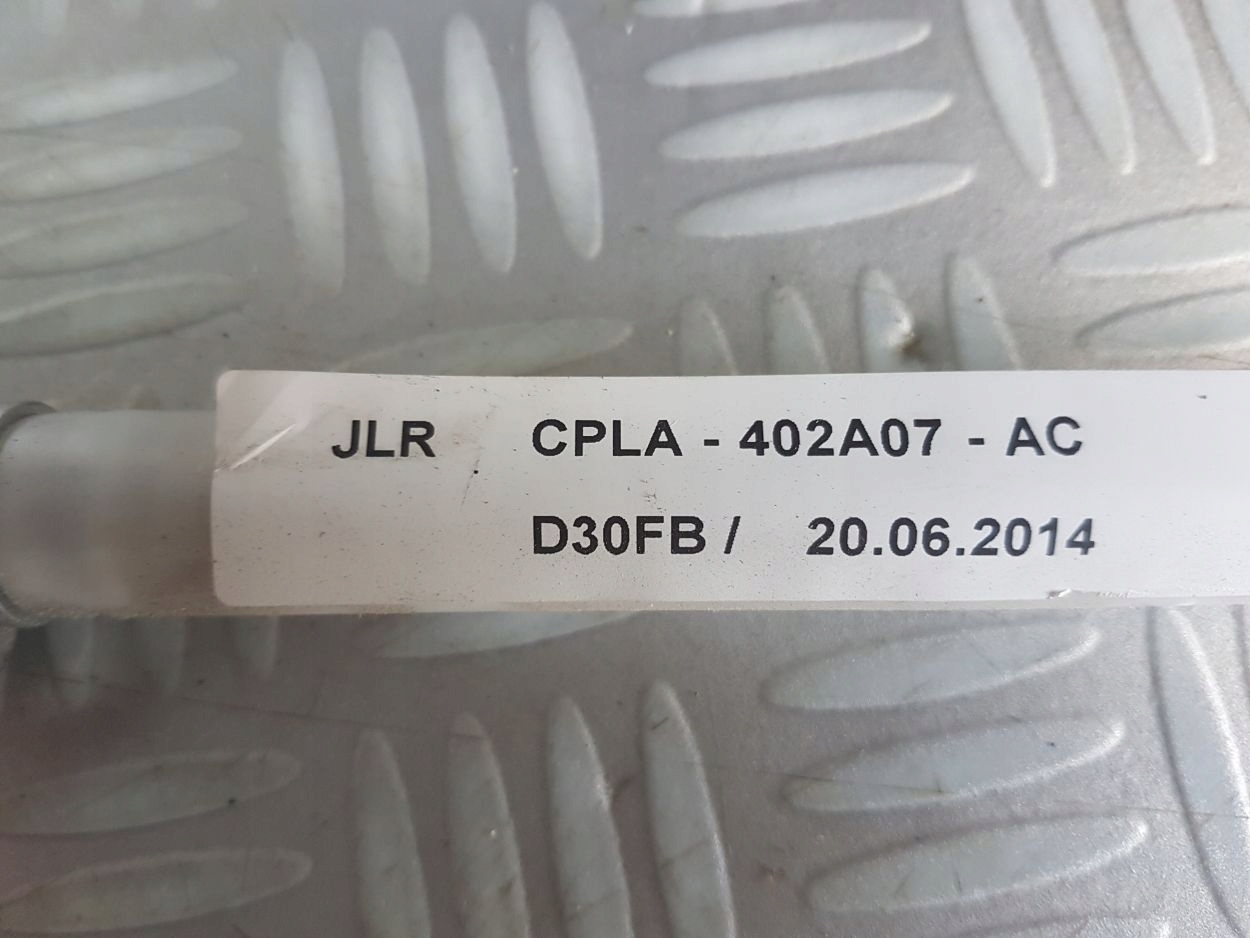 JLR CPLA - 402A07 - AC
D30FB / 20.06.2014